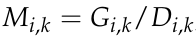 M_{i,k} = G_{i,k} / D_{i,k}